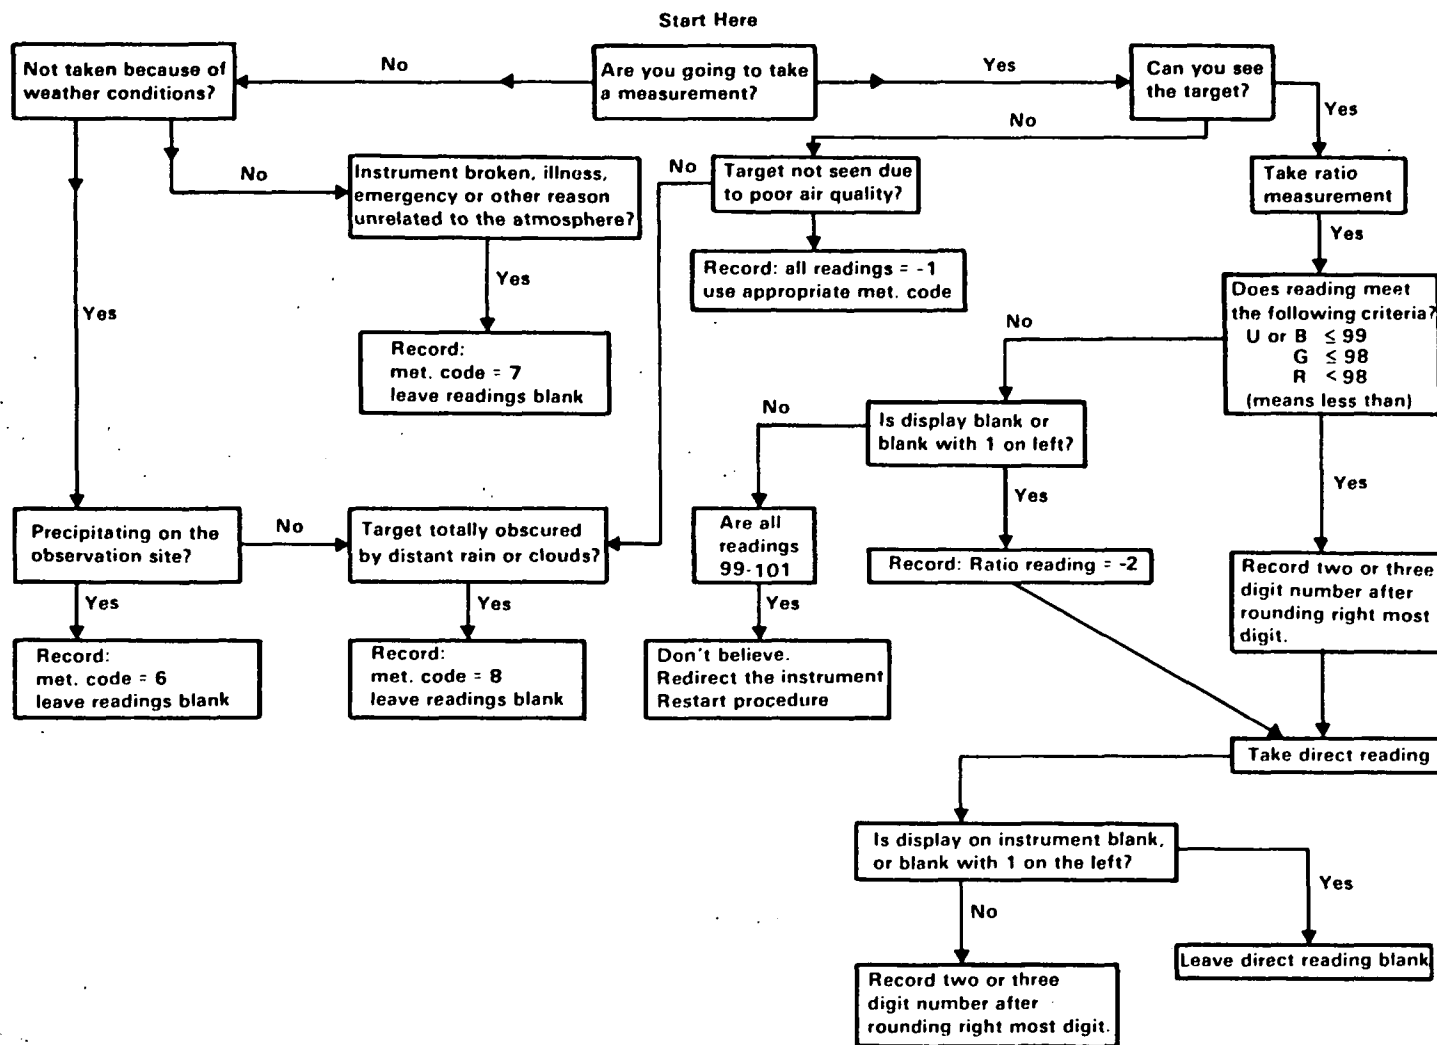 Start Here
Not taken because of
weather conditions?
No
Are you going to take
a measurement?
Yes
Can you see
the target?
Yes
No
No
Instrument broken, illness,
emergency or other reason
unrelated to the atmosphere?
No
Target not seen due
to poor air quality?
Take ratio
measurement
Yes
Yes
Record: all readings = -1
use appropriate met. code
Does reading meet
the following criteria?
U or B ≤ 99
G ≤ 98
R < 98
(means less than)
Yes
No
Record:
met. code = 7
leave readings blank
No
Is display blank or
blank with 1 on left?
Yes
Yes
Precipitating on the
observation site?
No
Target totally obscured
by distant rain or clouds?
Are all
readings
99-101
Record: Ratio reading = -2
Record two or three
digit number after
rounding right most
digit.
Yes
Yes
Yes
Record:
met. code = 6
leave readings blank
Record:
met. code = 8
leave readings blank
Don't believe.
Redirect the instrument
Restart procedure
Take direct reading
Is display on instrument blank,
or blank with 1 on the left?
Yes
No
Leave direct reading blank
Record two or three
digit number after
rounding right most digit.